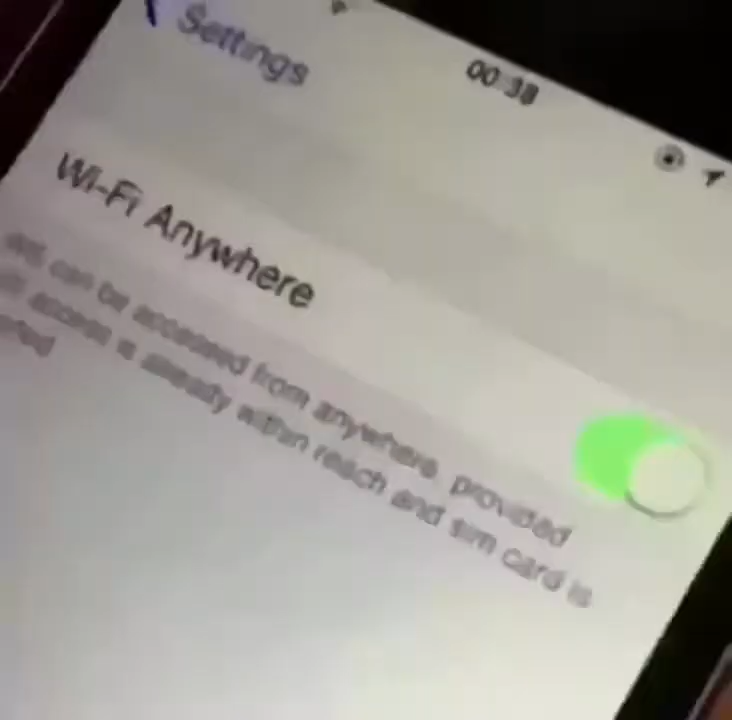 Settings
00:38
Wi-Fi Anywhere
can be accessed from anywhere, provided
access is already within reach and sim card is